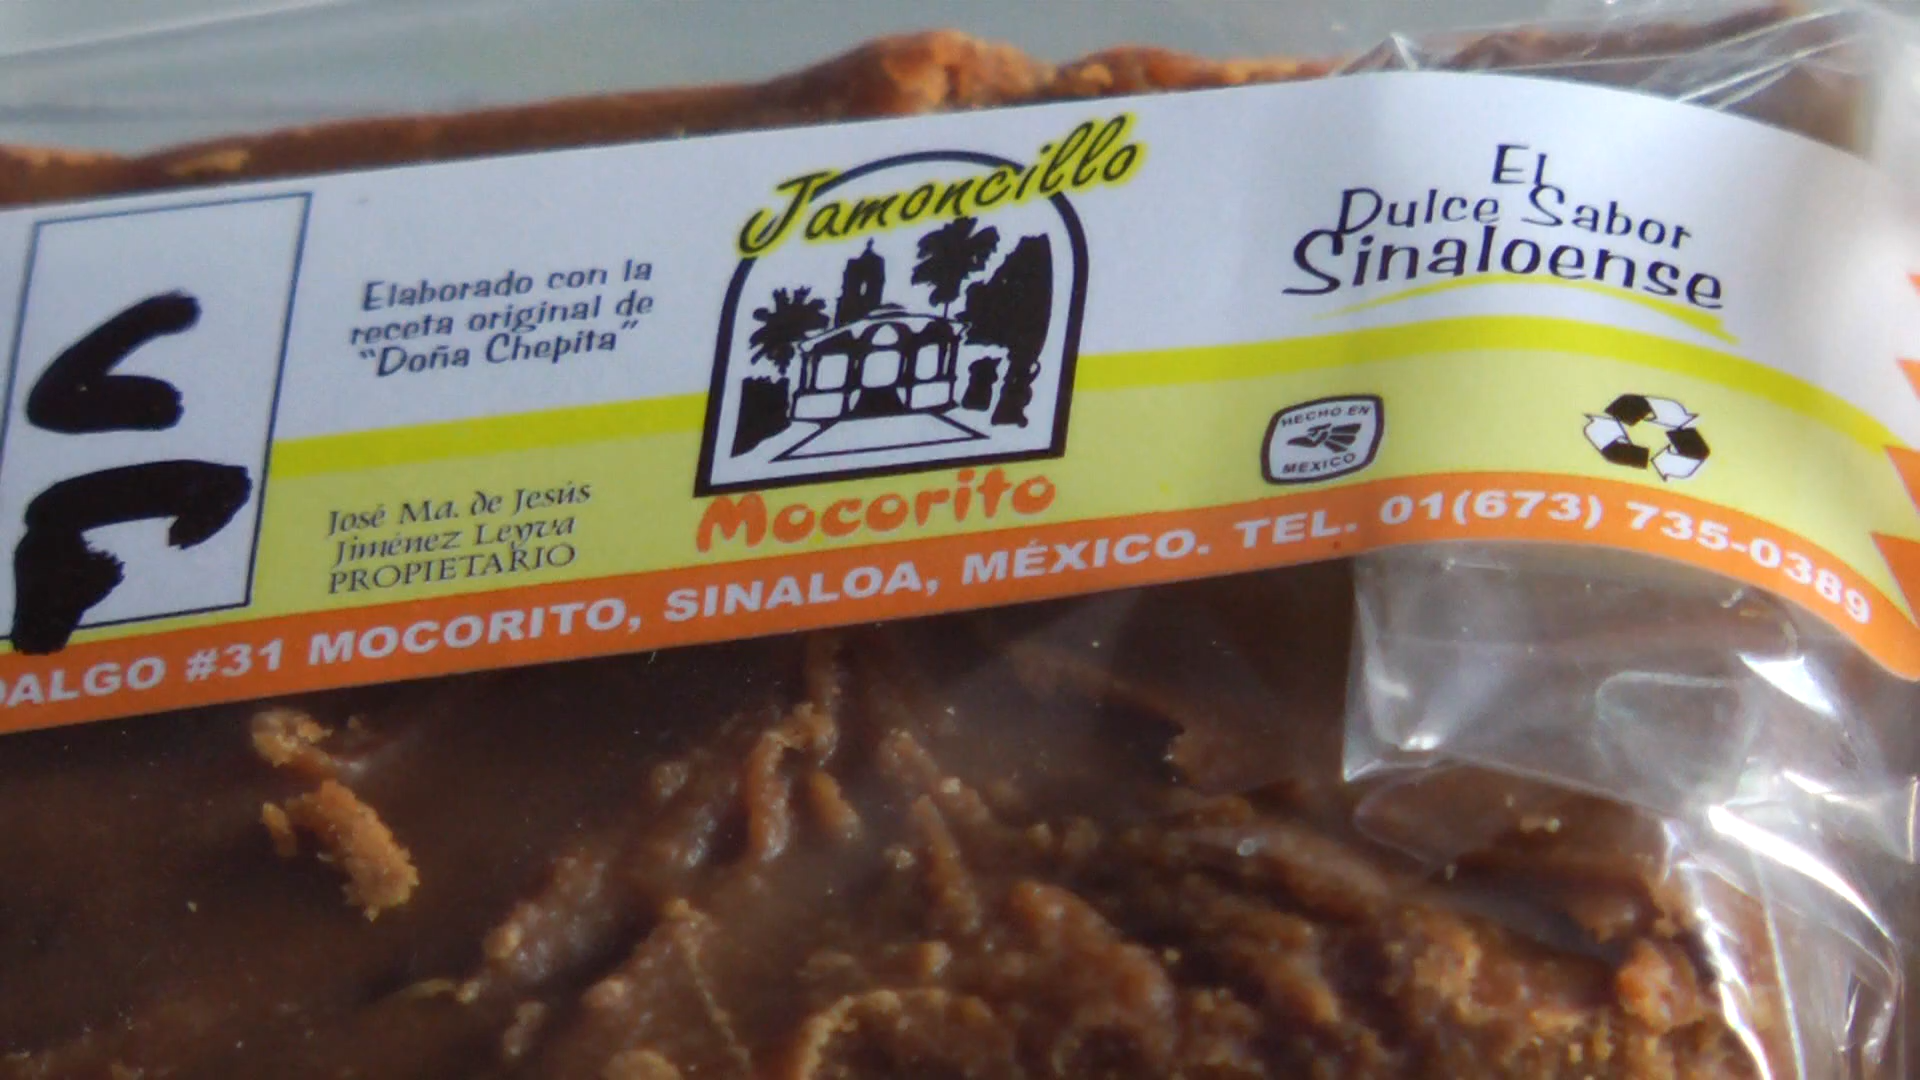 Elaborado con la
receta original de
"Doña Chepita"
José Ma. de Jesús
Jiménez Leyva
PROPIETARIO
Jamoncillo
Mocorito
El
Dulce Sabor
Sinaloense
HECHO EN
MEXICO
DALGO #31 MOCORITO, SINALOA, MÉXICO. TEL. 01(673) 735-0389